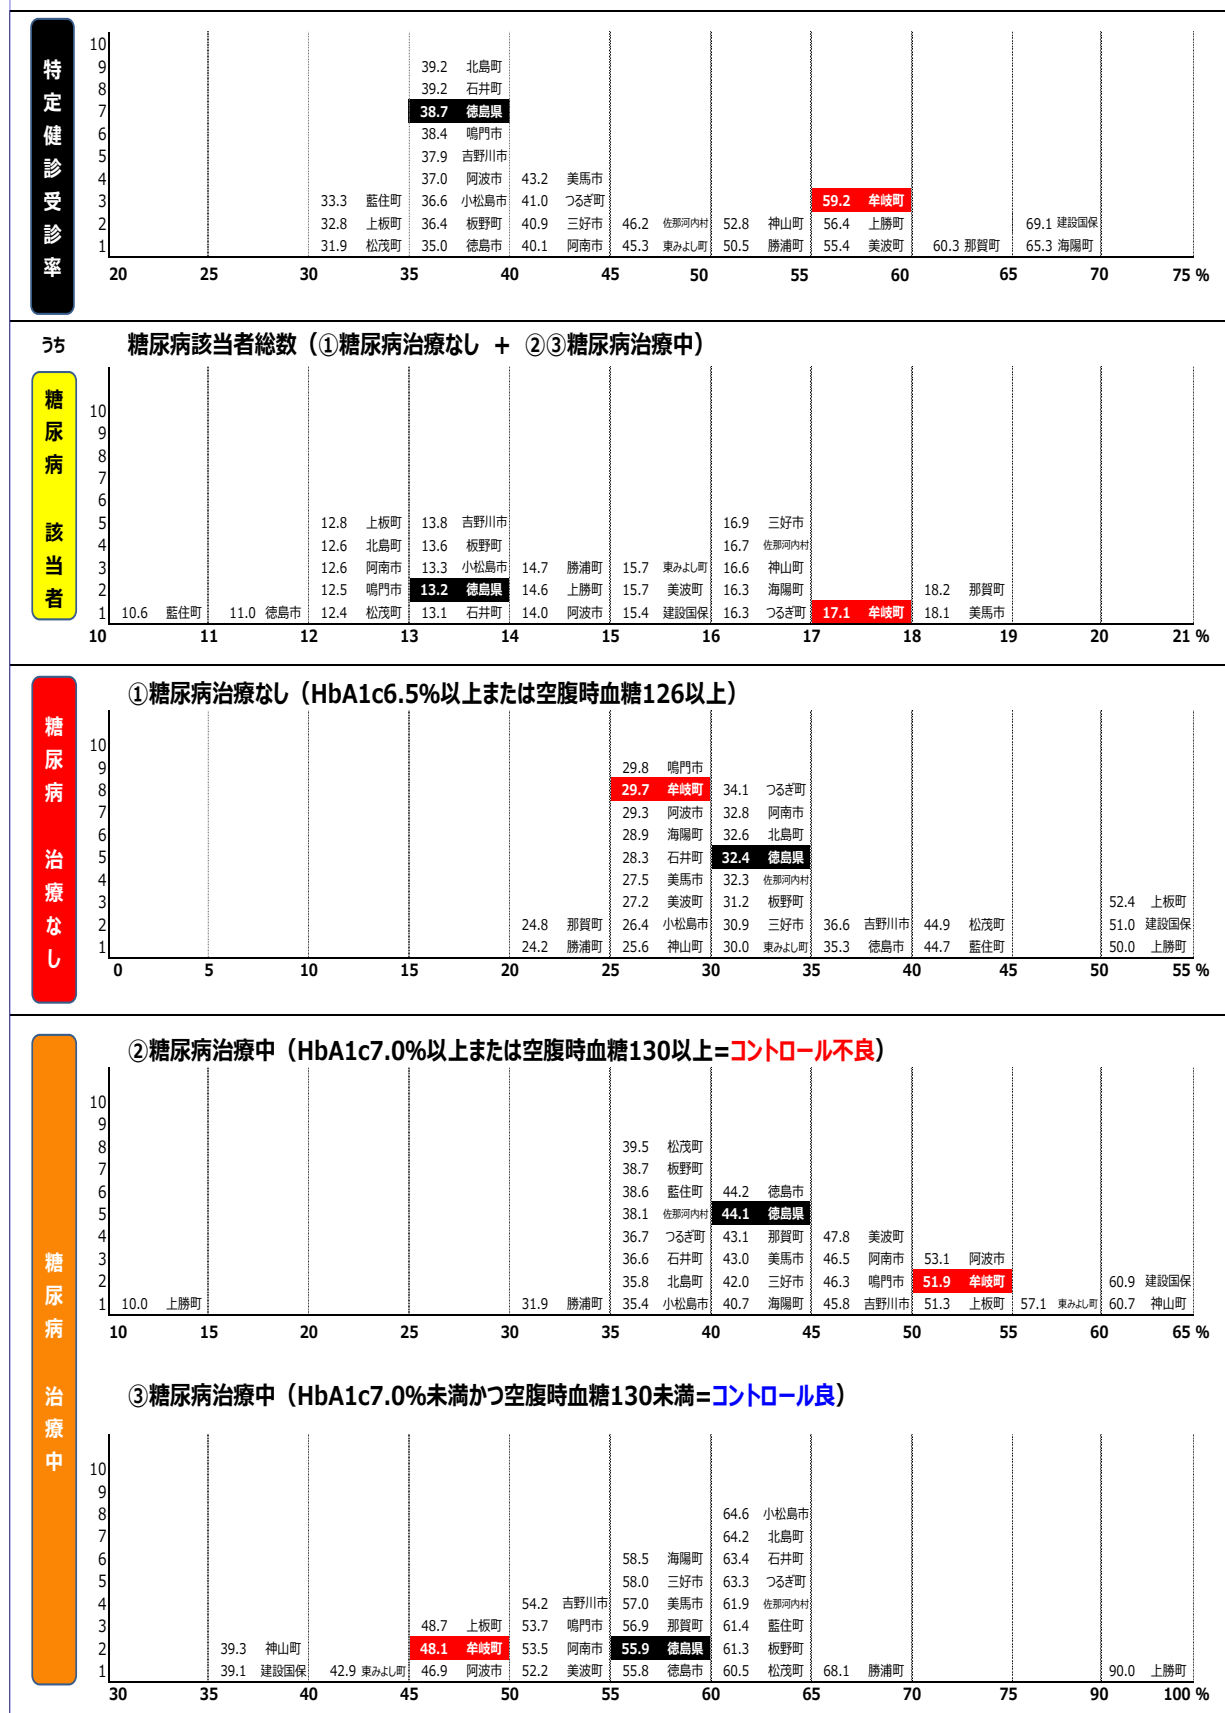 特定健診受診率
10
9 39.2 北島町
8 39.2 石井町
7 38.7 徳島県
6 38.4 鳴門市
5 37.9 吉野川市
4 37.0 阿波市 43.2 美馬市
3 33.3 藍住町 36.6 小松島市 41.0 つるぎ町 59.2 牟岐町
2 32.8 上板町 36.4 板野町 40.9 三好市 46.2 佐那河内村 52.8 神山町 56.4 上勝町 69.1 建設国保
1 31.9 松茂町 35.0 徳島市 40.1 阿南市 45.3 東みよし町 50.5 勝浦町 55.4 美波町 60.3 那賀町 65.3 海陽町
20 25 30 35 40 45 50 55 60 65 70 75 %
うち 糖尿病該当者総数（①糖尿病治療なし + ②③糖尿病治療中）
糖尿病 該当者
10
9
8
7
6
5 12.8 上板町 13.8 吉野川市 16.9 三好市
4 12.6 北島町 13.6 板野町 16.7 佐那河内村
3 12.6 阿南市 13.3 小松島市 14.7 勝浦町 15.7 東みよし町 16.6 神山町
2 12.5 鳴門市 13.2 徳島県 14.6 上勝町 15.7 美波町 16.3 海陽町 18.2 那賀町
1 10.6 藍住町 11.0 徳島市 12.4 松茂町 13.1 石井町 14.0 阿波市 15.4 建設国保 16.3 つるぎ町 17.1 牟岐町 18.1 美馬市
10 11 12 13 14 15 16 17 18 19 20 21 %
①糖尿病治療なし（HbA1c6.5%以上または空腹時血糖126以上）
糖尿病 治療なし
10
9 29.8 鳴門市
8 29.7 牟岐町 34.1 つるぎ町
7 29.3 阿波市 32.8 阿南市
6 28.9 海陽町 32.6 北島町
5 28.3 石井町 32.4 徳島県
4 27.5 美馬市 32.3 佐那河内村
3 27.2 美波町 31.2 板野町 52.4 上板町
2 24.8 那賀町 26.4 小松島市 30.9 三好市 36.6 吉野川市 44.9 松茂町 51.0 建設国保
1 24.2 勝浦町 25.6 神山町 30.0 東みよし町 35.3 徳島市 44.7 藍住町 50.0 上勝町
0 5 10 15 20 25 30 35 40 45 50 55 %
②糖尿病治療中（HbA1c7.0%以上または空腹時血糖130以上=コントロール不良）
糖尿病 治療中
10
9
8 39.5 松茂町
7 38.7 板野町
6 38.6 藍住町 44.2 徳島市
5 38.1 佐那河内村 44.1 徳島県
4 36.7 つるぎ町 43.1 那賀町 47.8 美波町
3 36.6 石井町 43.0 美馬市 46.5 阿南市 53.1 阿波市
2 35.8 北島町 42.0 三好市 46.3 鳴門市 51.9 牟岐町 60.9 建設国保
1 10.0 上勝町 31.9 勝浦町 35.4 小松島市 40.7 海陽町 45.8 吉野川市 51.3 上板町 57.1 東みよし町 60.7 神山町
10 15 20 25 30 35 40 45 50 55 60 65 %
③糖尿病治療中（HbA1c7.0%未満かつ空腹時血糖130未満=コントロール良）
10
9
8 64.6 小松島市
7 64.2 北島町
6 58.5 海陽町 63.4 石井町
5 58.0 三好市 63.3 つるぎ町
4 54.2 吉野川市 57.0 美馬市 61.9 佐那河内村
3 48.7 上板町 53.7 鳴門市 56.9 那賀町 61.4 藍住町
2 39.3 神山町 48.1 牟岐町 53.5 阿南市 55.9 徳島県 61.3 板野町
1 39.1 建設国保 42.9 東みよし町 46.9 阿波市 52.2 美波町 55.8 徳島市 60.5 松茂町 68.1 勝浦町 90.0 上勝町
30 35 40 45 50 55 60 65 70 75 90 100 %